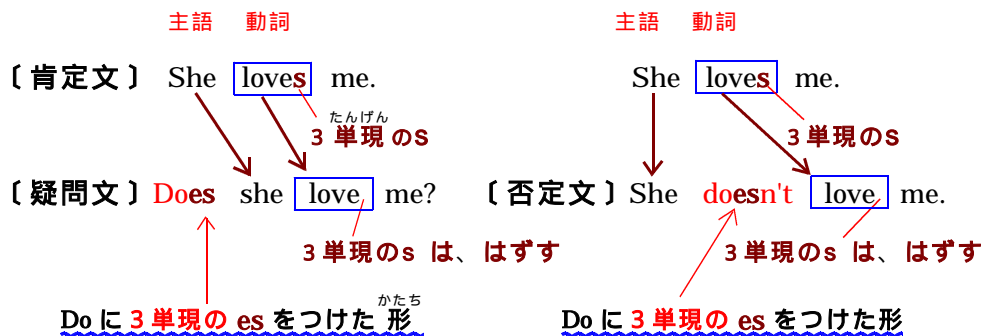 主語 動詞 主語 動詞
〔肯定文〕 She loves me. She loves me.
たんげん
3単現のs 3単現のs
〔疑問文〕 Does she love me? 〔否定文〕 She doesn't love me.
3単現のs は、はずす 3単現のs は、はずす
かたち
Doに3単現の es をつけた 形 Doに3単現の es をつけた形